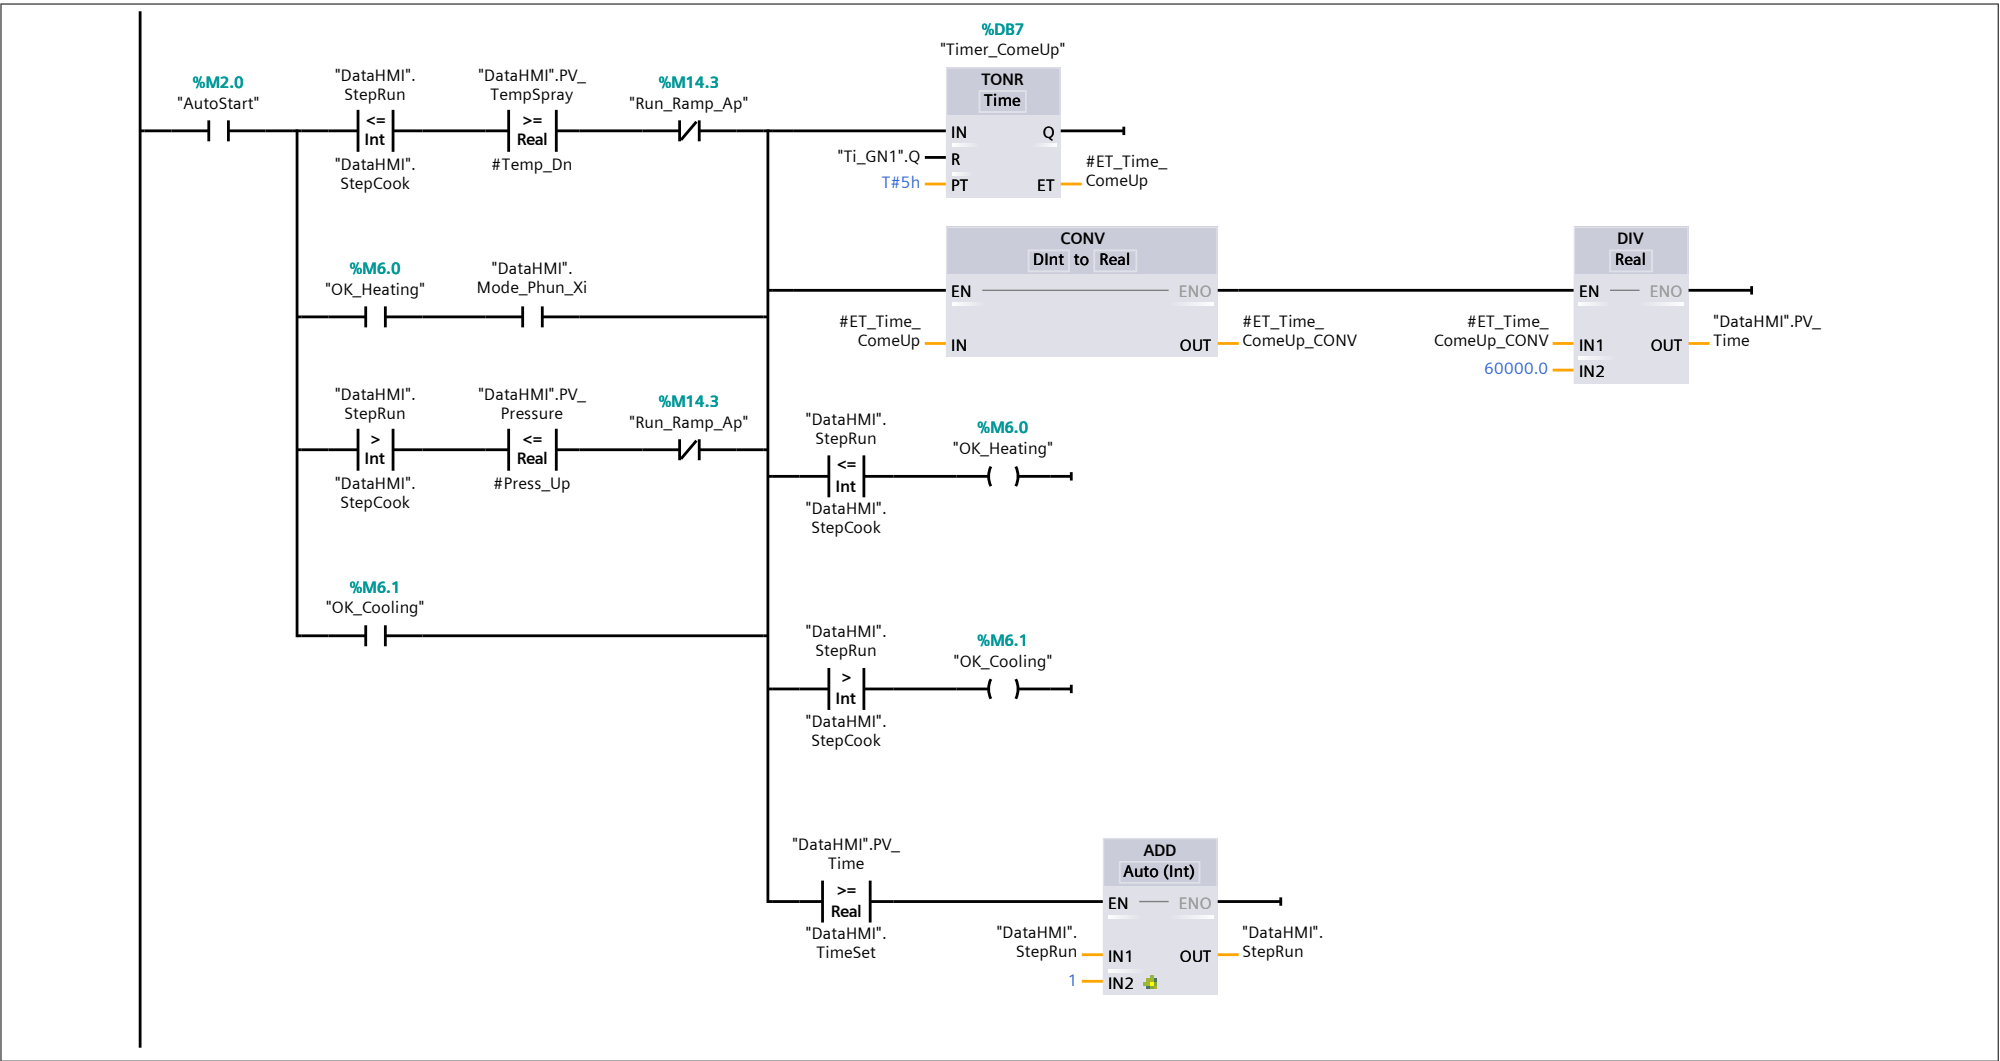 %DB7
"Timer_ComeUp"
%M2.0
"AutoStart"
"DataHMI".
StepRun
<=
Int
"DataHMI".
StepCook
"DataHMI".PV_
TempSpray
>=
Real
#Temp_Dn
%M14.3
"Run_Ramp_Ap"
TONR
Time
IN Q
"Ti_GN1".Q R
T#5h PT ET
#ET_Time_
ComeUp
%M6.0
"OK_Heating"
"DataHMI".
Mode_Phun_Xi
CONV
DInt to Real
EN ENO
#ET_Time_
ComeUp IN
OUT
#ET_Time_
ComeUp_CONV
DIV
Real
EN ENO
#ET_Time_
ComeUp_CONV IN1
60000.0 IN2
OUT
"DataHMI".PV_
Time
"DataHMI".
StepRun
>
Int
"DataHMI".
StepCook
"DataHMI".PV_
Pressure
<=
Real
#Press_Up
%M14.3
"Run_Ramp_Ap"
"DataHMI".
StepRun
<=
Int
"DataHMI".
StepCook
%M6.0
"OK_Heating"
%M6.1
"OK_Cooling"
"DataHMI".
StepRun
>
Int
"DataHMI".
StepCook
%M6.1
"OK_Cooling"
"DataHMI".PV_
Time
>=
Real
"DataHMI".
TimeSet
ADD
Auto (Int)
EN ENO
"DataHMI".
StepRun IN1
1 IN2
OUT
"DataHMI".
StepRun